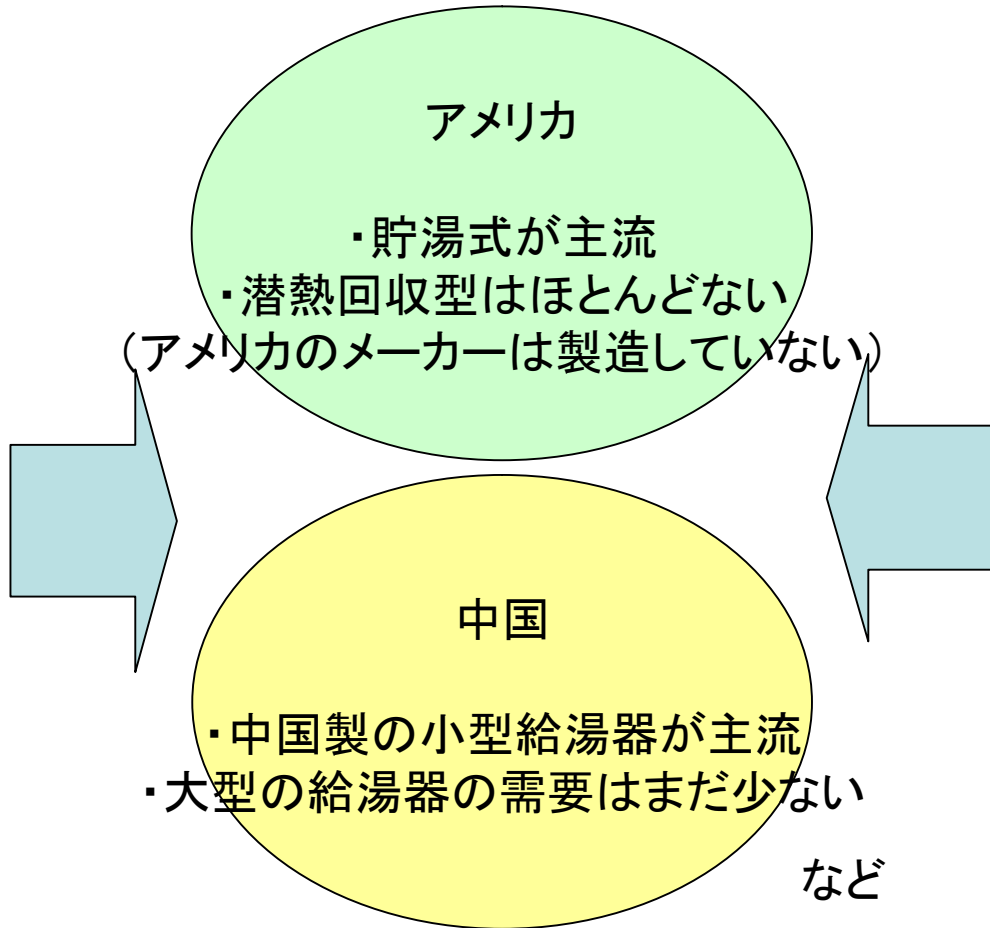 アメリカ
・貯湯式が主流
・潜熱回収型はほとんどない
（アメリカのメーカーは製造していない）
中国
・中国製の小型給湯器が主流
・大型の給湯器の需要はまだ少ない
など